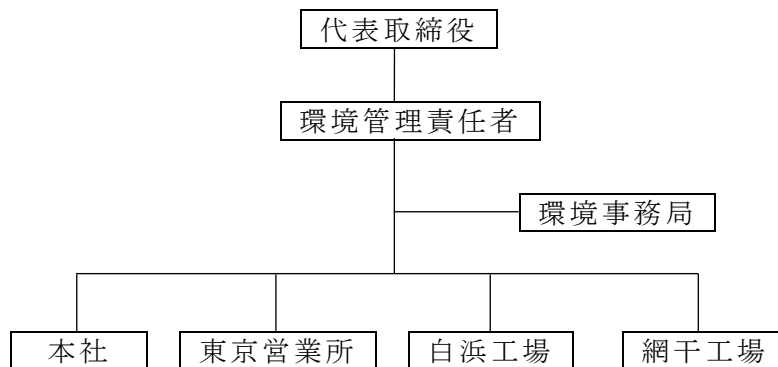 代表取締役
環境管理責任者
環境事務局
本社
東京営業所
白浜工場
網干工場